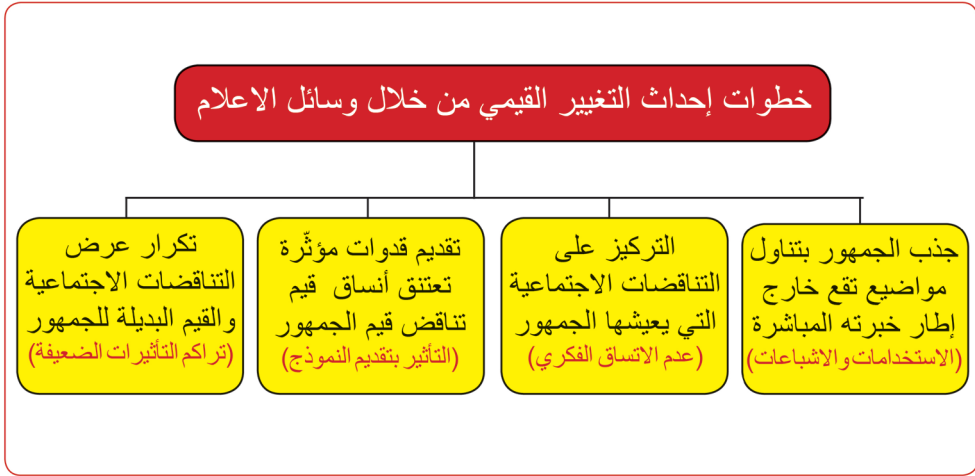 خطوات إحداث التغيير القيمي من خلال وسائل الاعلام
جذب الجمهور بتناول
مواضيع تقع خارج
إطار خبرته المباشرة
(الاستخدامات والاشباعات)
التركيز على
التناقضات الاجتماعية
التي يعيشها الجمهور
(عدم الاتساق الفكري)
تقديم قدوات مؤثّرة
تعتنق أنساق قيم
تناقض قيم الجمهور
(التأثير بتقديم النموذج)
تكرار عرض
التناقضات الاجتماعية
والقيم البديلة للجمهور
(تراكم التأثيرات الضعيفة)